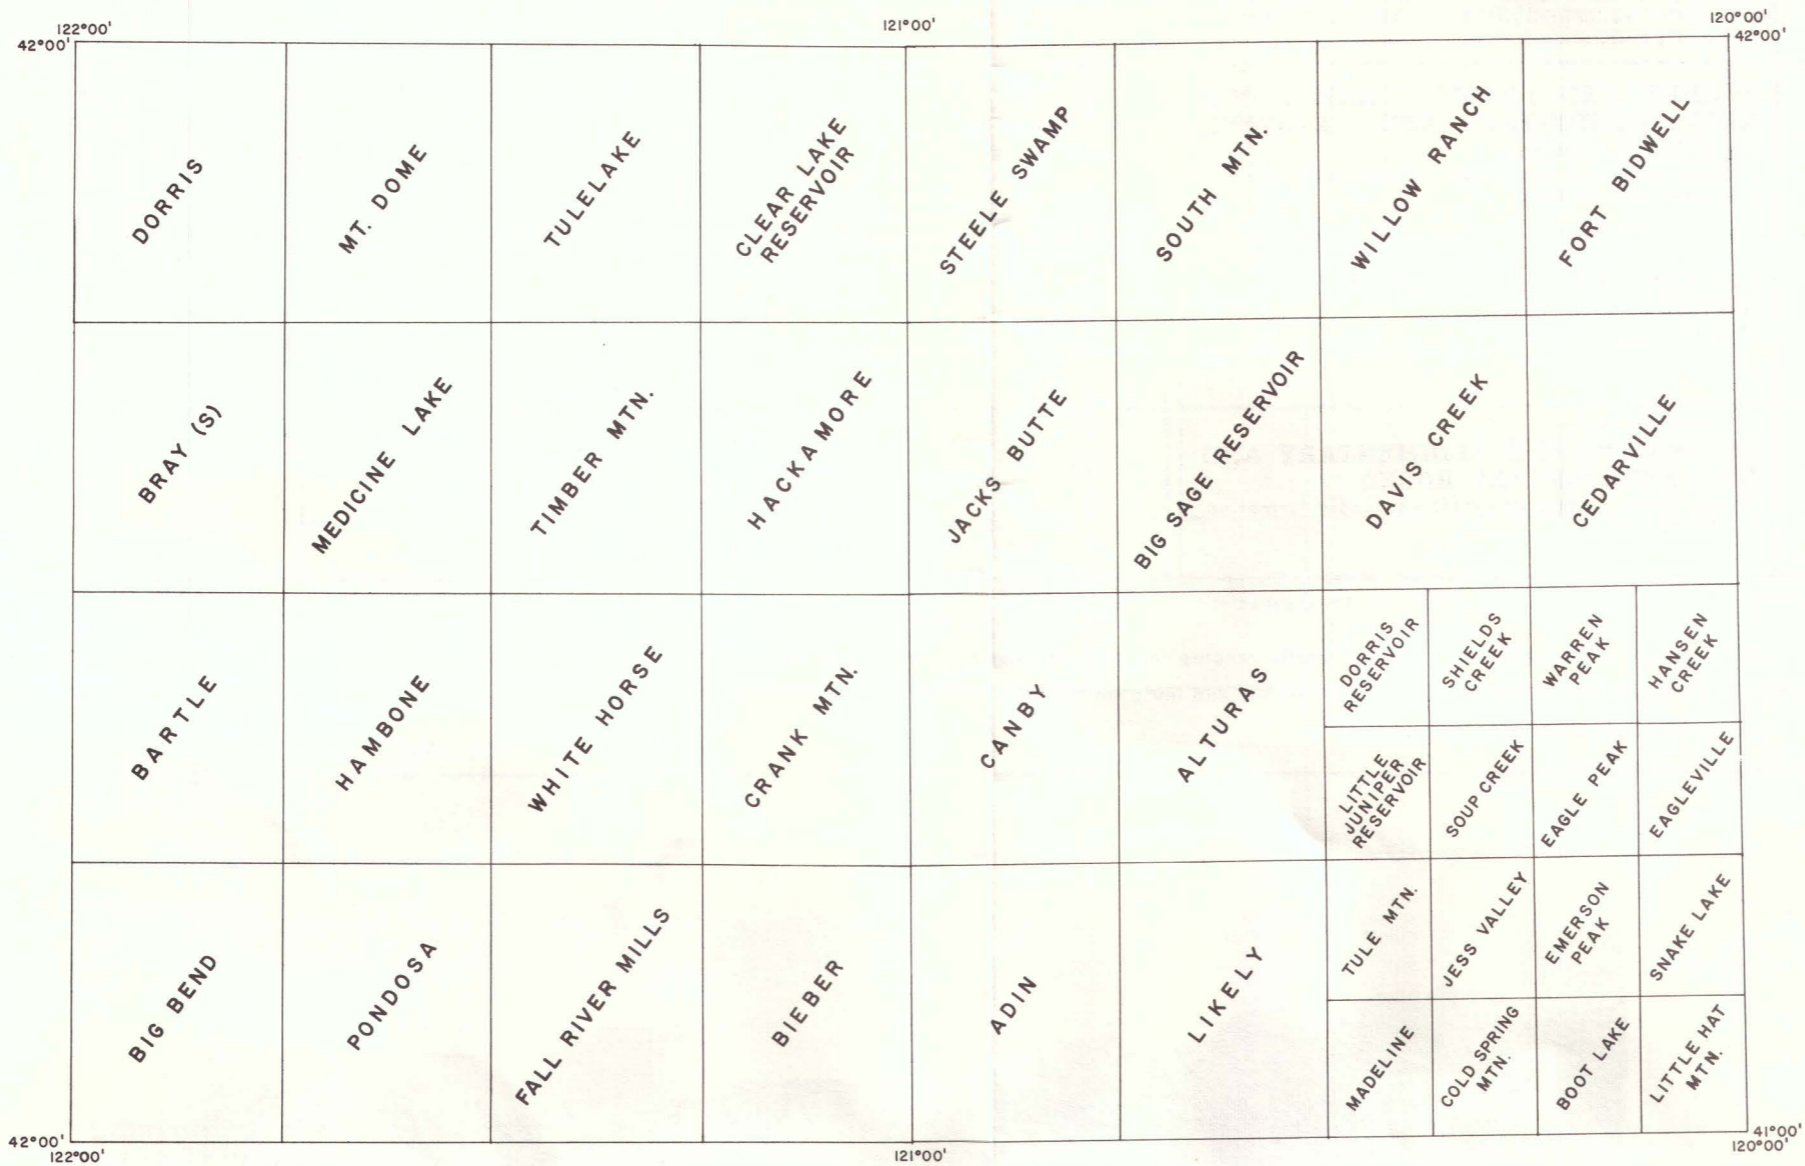 122°00'
121°00'
120°00'
42°00'
42°00'
DORRIS
MT. DOME
TULELAKE
CLEAR LAKE
RESERVOIR
STEELE SWAMP
SOUTH MTN.
WILLOW RANCH
FORT BIDWELL
BRAY (S)
MEDICINE LAKE
TIMBER MTN.
HACKAMORE
JACKS BUTTE
BIG SAGE RESERVOIR
DAVIS CREEK
CEDARVILLE
BARTLE
HAMBONE
WHITE HORSE
CRANK MTN.
CANBY
ALTURAS
DORRIS
RESERVOIR
SHIELDS
CREEK
WARREN
PEAK
HANSEN
CREEK
LITTLE
JUNIPER
RESERVOIR
SOUP CREEK
EAGLE PEAK
EAGLEVILLE
BIG BEND
PONDOSA
FALL RIVER MILLS
BIEBER
ADIN
LIKELY
TULE MTN.
JESS VALLEY
EMERSON
PEAK
SNAKE LAKE
MADELINE
COLD SPRING
MTN.
BOOT LAKE
LITTLE HAT
MTN.
42°00'
41°00'
122°00'
121°00'
120°00'